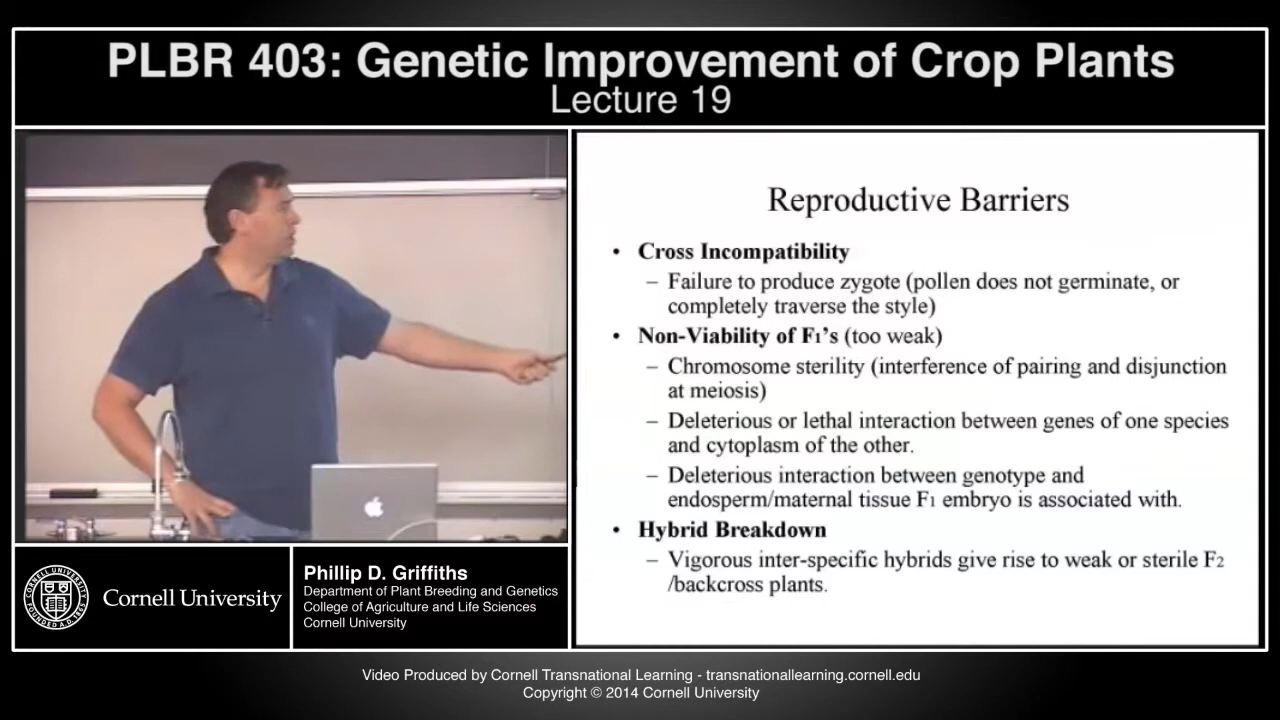 PLBR 403: Genetic Improvement of Crop Plants
Lecture 19
Reproductive Barriers
• Cross Incompatibility
– Failure to produce zygote (pollen does not germinate, or
completely traverse the style)
• Non-Viability of F1's (too weak)
– Chromosome sterility (interference of pairing and disjunction
at meiosis)
– Deleterious or lethal interaction between genes of one species
and cytoplasm of the other.
– Deleterious interaction between genotype and
endosperm/maternal tissue F1 embryo is associated with.
• Hybrid Breakdown
– Vigorous inter-specific hybrids give rise to weak or sterile F2
/backcross plants.
CORNELL UNIVERSITY
FOUNDED A.D. 1865
Cornell University
Phillip D. Griffiths
Department of Plant Breeding and Genetics
College of Agriculture and Life Sciences
Cornell University
Video Produced by Cornell Transnational Learning - transnationallearning.cornell.edu
Copyright © 2014 Cornell University